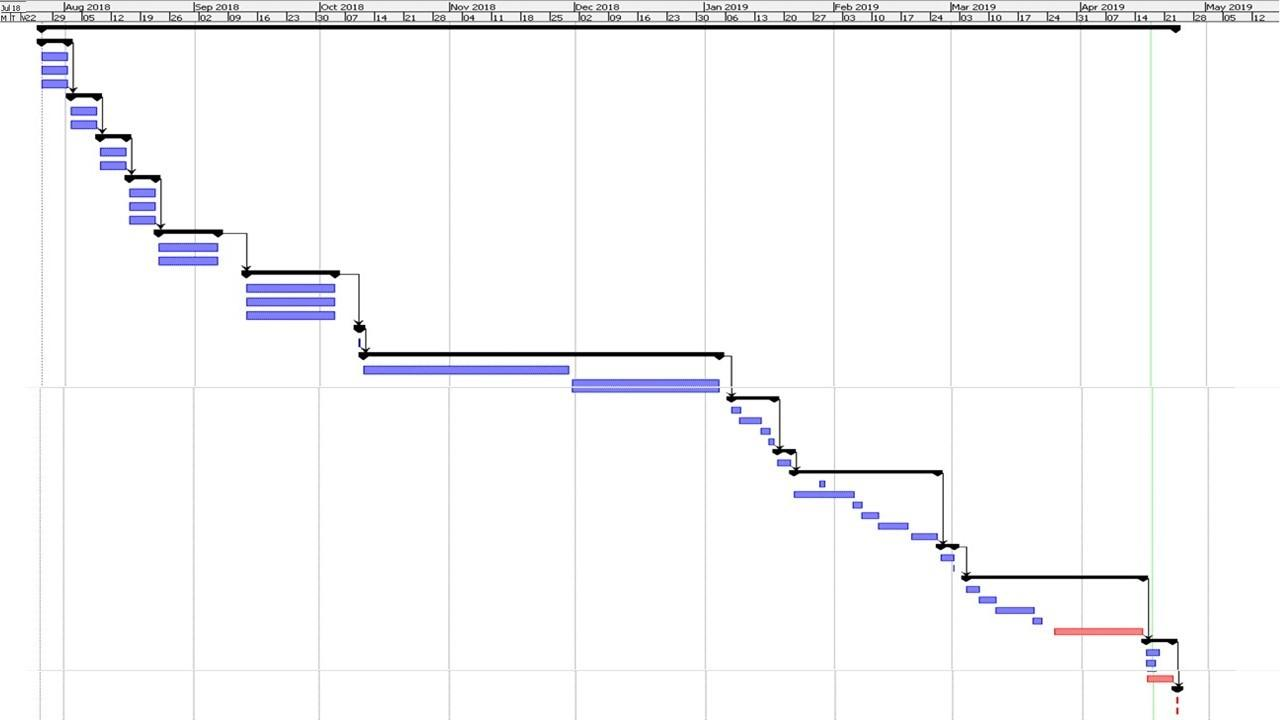 Jul 18 Aug 2018 Sep 2018 Oct 2018 Nov 2018 Dec 2018 Jan 2019 Feb 2019 Mar 2019 Apr 2019 May 2019
M T 22 29 05 12 19 26 02 09 16 23 30 07 14 21 28 04 11 18 25 02 09 16 23 30 06 13 20 27 03 10 17 24 03 10 17 24 31 07 14 21 28 05 12